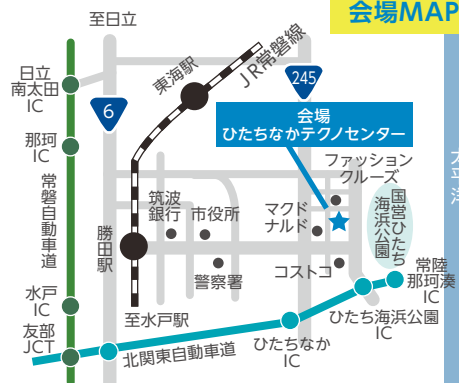 会場MAP
至日立
JR常磐線
東海駅
日立
南太田
IC
6
245
会場
ひたちなかテクノセンター
那珂
IC
ファッション
クルーズ
太平洋
常磐自動車道
筑波
銀行
市役所
マクド
ナルド
国営ひたち
海浜公園
勝田駅
警察署
コストコ
常陸
那珂湊
IC
水戸
IC
至水戸駅
ひたち海浜公園
IC
友部
JCT
北関東自動車道
ひたちなか
IC